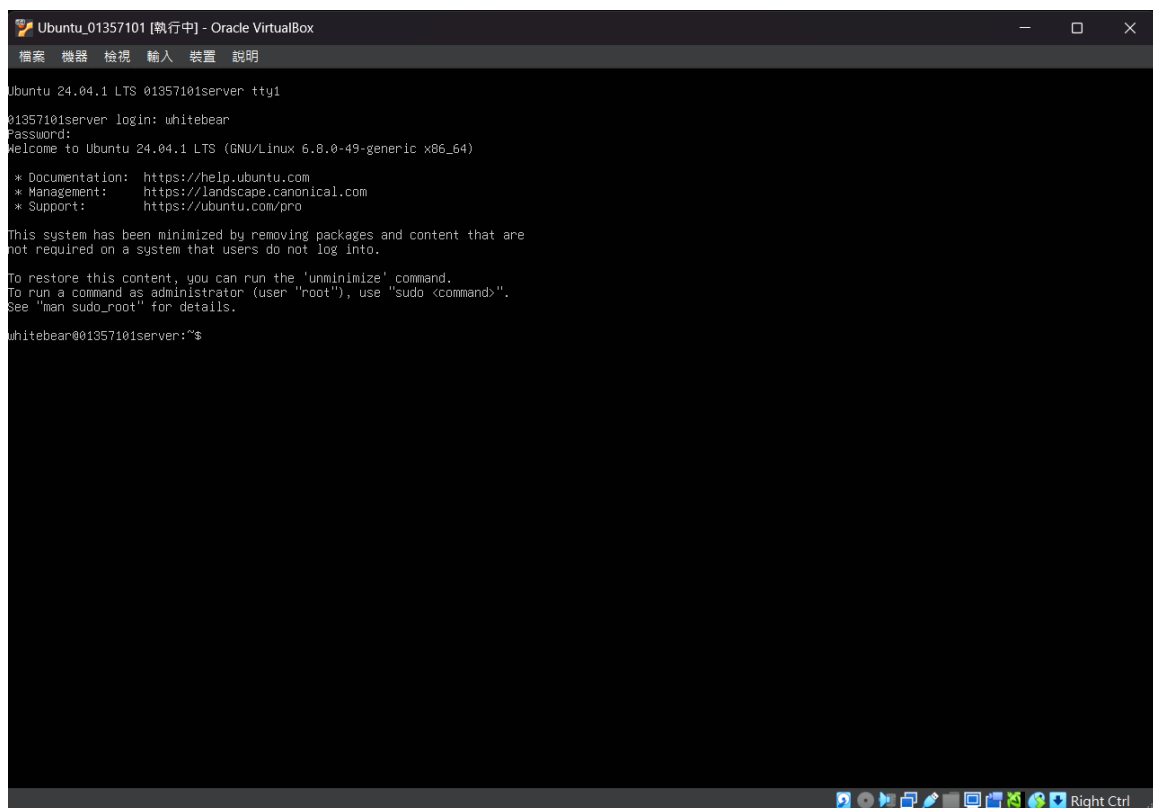 Ubuntu_01357101 [執行中] - Oracle VirtualBox
檔案 機器 檢視 輸入 裝置 說明
Ubuntu 24.04.1 LTS 01357101server tty1
01357101server login: whitebear
Password:
Welcome to Ubuntu 24.04.1 LTS (GNU/Linux 6.8.0-49-generic x86_64)
* Documentation: https://help.ubuntu.com
* Management: https://landscape.canonical.com
* Support: https://ubuntu.com/pro
This system has been minimized by removing packages and content that are
not required on a system that users do not log into.
To restore this content, you can run the 'unminimize' command.
To run a command as administrator (user "root"), use "sudo <command>".
See "man sudo_root" for details.
whitebear@01357101server:~$
Right Ctrl